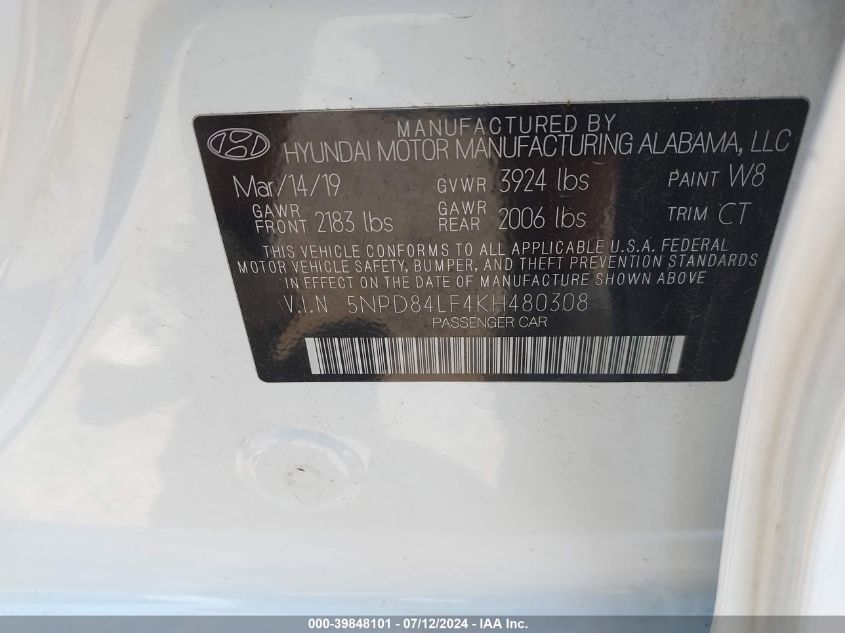 MANUFACTURED BY
HYUNDAI MOTOR MANUFACTURING ALABAMA, LLC
Mar/14/19 GVWR 3924 lbs PAINT W8
GAWR FRONT 2183 lbs GAWR REAR 2006 lbs TRIM CT
THIS VEHICLE CONFORMS TO ALL APPLICABLE U.S.A. FEDERAL
MOTOR VEHICLE SAFETY, BUMPER, AND THEFT PREVENTION STANDARDS
IN EFFECT ON THE DATE OF MANUFACTURE SHOWN ABOVE
V.I.N 5NPD84LF4KH480308
PASSENGER CAR
000-39848101 - 07/12/2024 - IAA Inc.